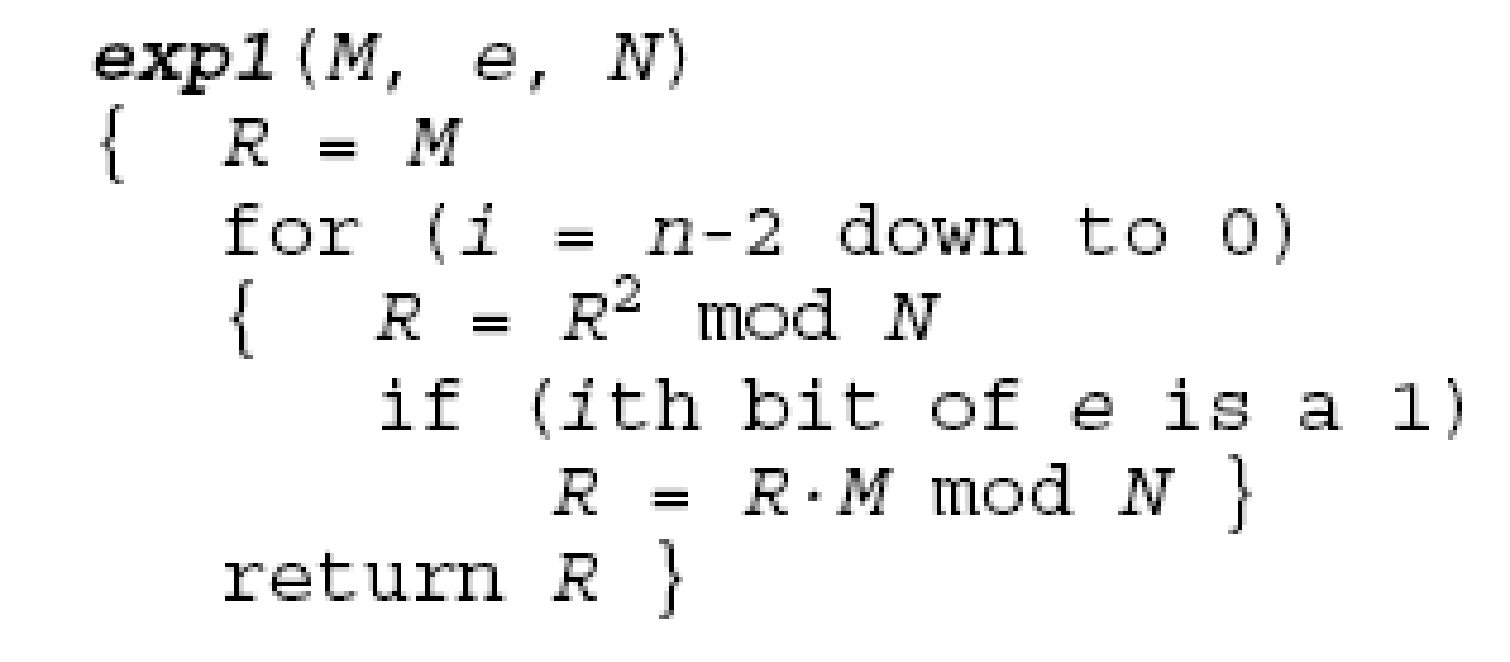 exp1(M, e, N)
{ R = M
for (i = n-2 down to 0)
{ R = R² mod N
if (ith bit of e is a 1)
R = R·M mod N }
return R }